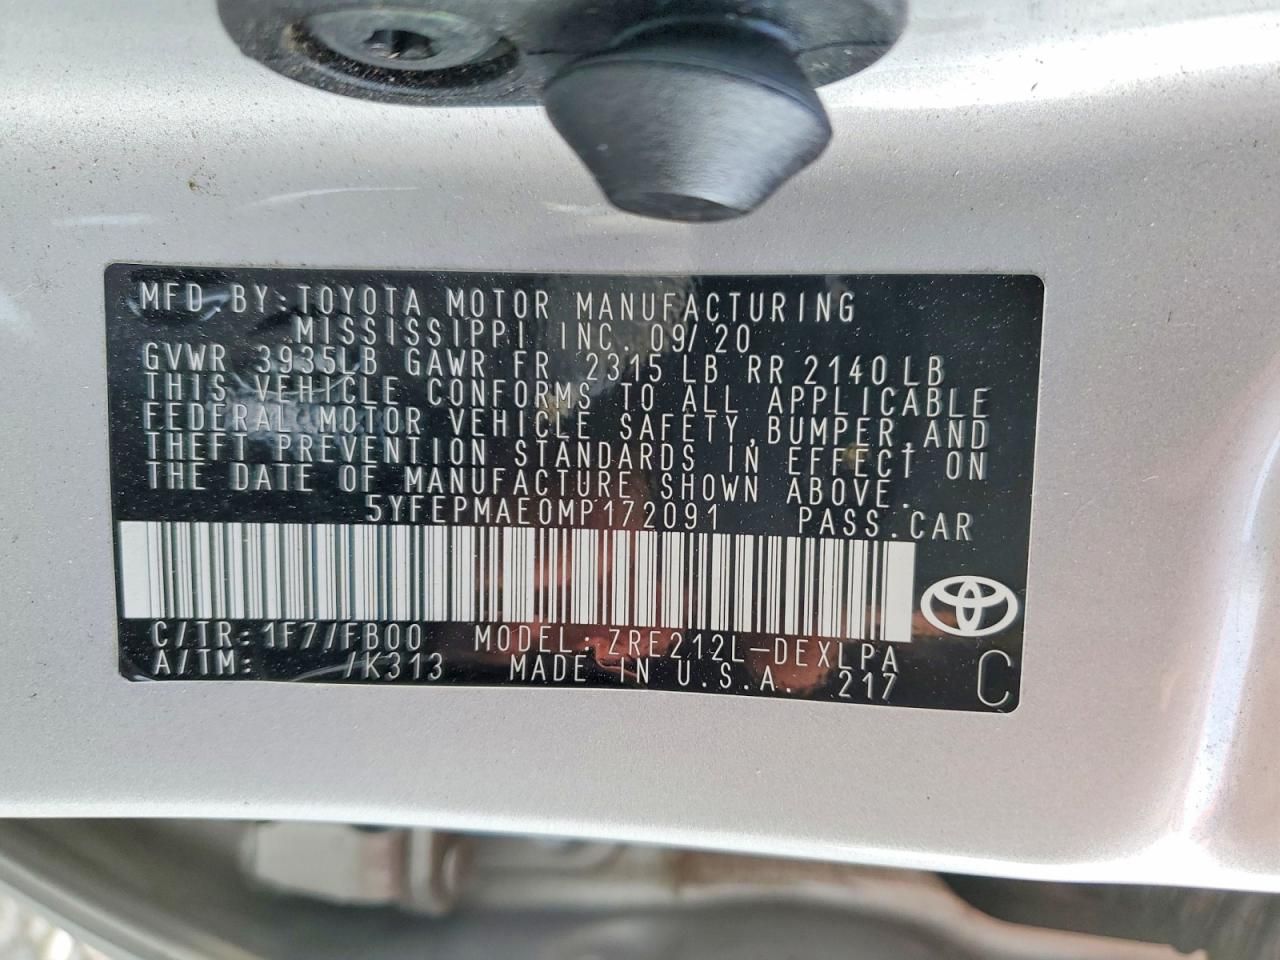 MFD.BY:TOYOTA MOTOR MANUFACTURING
MISSISSIPPI, INC. 09/20
GVWR 3935LB GAWR FR 2315 LB RR 2140 LB
THIS VEHICLE CONFORMS TO ALL APPLICABLE
FEDERAL MOTOR VEHICLE SAFETY,BUMPER,AND
THEFT PREVENTION STANDARDS IN EFFECT ON
THE DATE OF MANUFACTURE SHOWN ABOVE.
5YFEPMAE0MP172091 PASS.CAR
C/TR:1F7/FB00 MODEL:ZRE212L-DEXLPA
A/TM: /K313 MADE IN U.S.A. 217
C